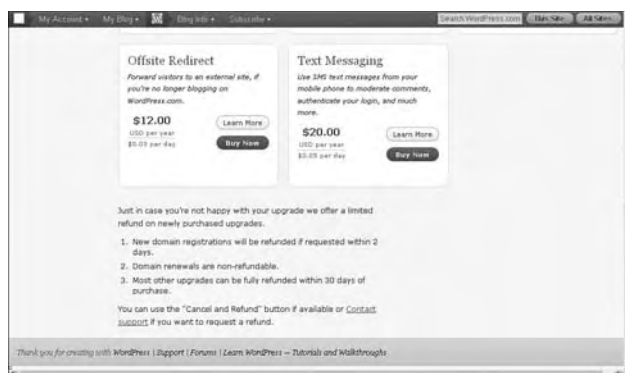 My Account My Blog Blog Info Subscribe Search WordPress.com This Site All Sites
Offsite Redirect
Forward visitors to an external site, if
you're no longer blogging on
WordPress.com.
$12.00
USD per year
$0.03 per day
Learn More
Buy Now
Text Messaging
Use SMS text messages from your
mobile phone to moderate comments,
authenticate your login, and much
more.
$20.00
USD per year
$0.05 per day
Learn More
Buy Now
Just in case you're not happy with your upgrade we offer a limited
refund on newly purchased upgrades.
1. New domain registrations will be refunded if requested within 2
days.
2. Domain renewals are non-refundable.
3. Most other upgrades can be fully refunded within 30 days of
purchase.
You can use the "Cancel and Refund" button if available or Contact
support if you want to request a refund.
Thank you for creating with WordPress | Support | Forums | Learn WordPress — Tutorials and Walkthroughs